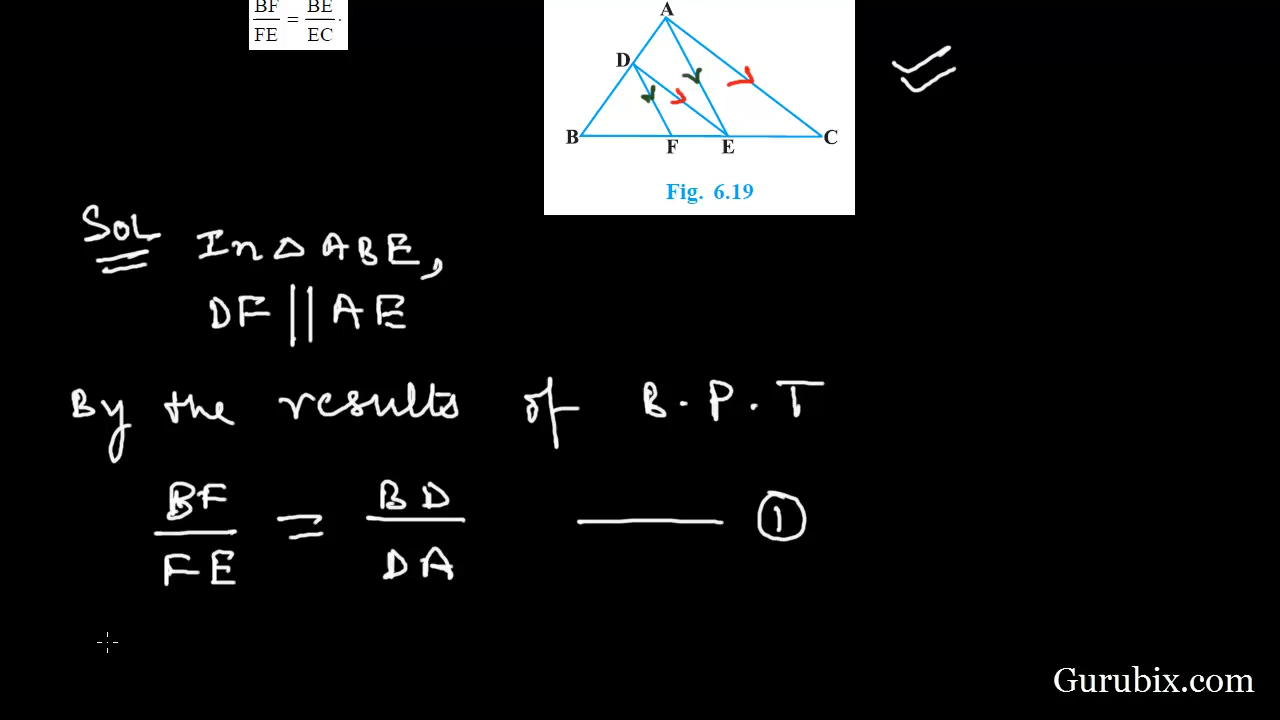 BF/FE = BE/EC.
A
D
B F E C
Fig. 6.19
SOL In △ ABE,
DF || AE
By the results of B.P.T
BF/FE = BD/DA —— ①
Gurubix.com